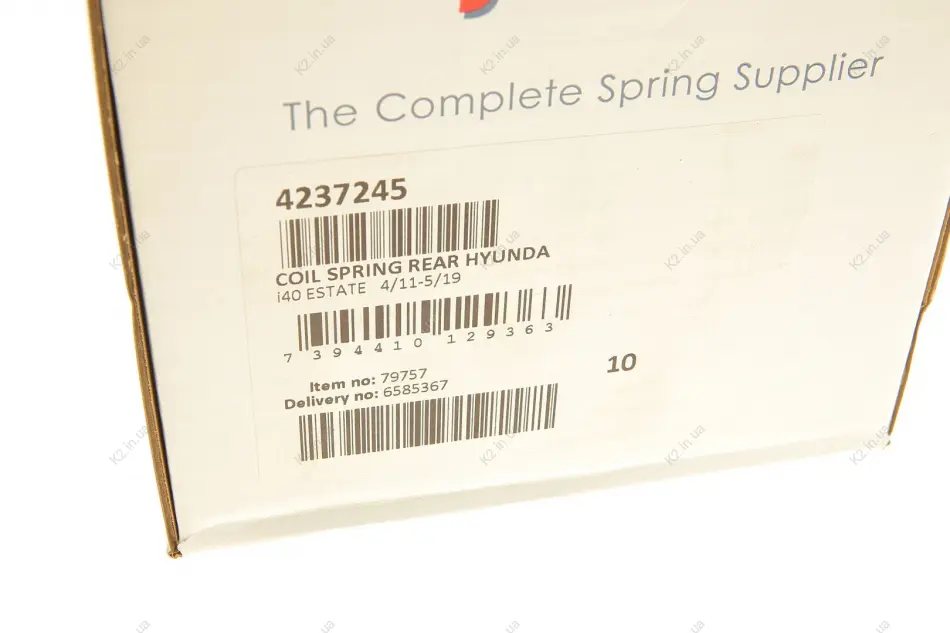 The Complete Spring Supplier
4237245
COIL SPRING REAR HYUNDA
i40 ESTATE 4/11-5/19
7 394410 129363
Item no: 79757
Delivery no: 6585367
10
K2.in.ua